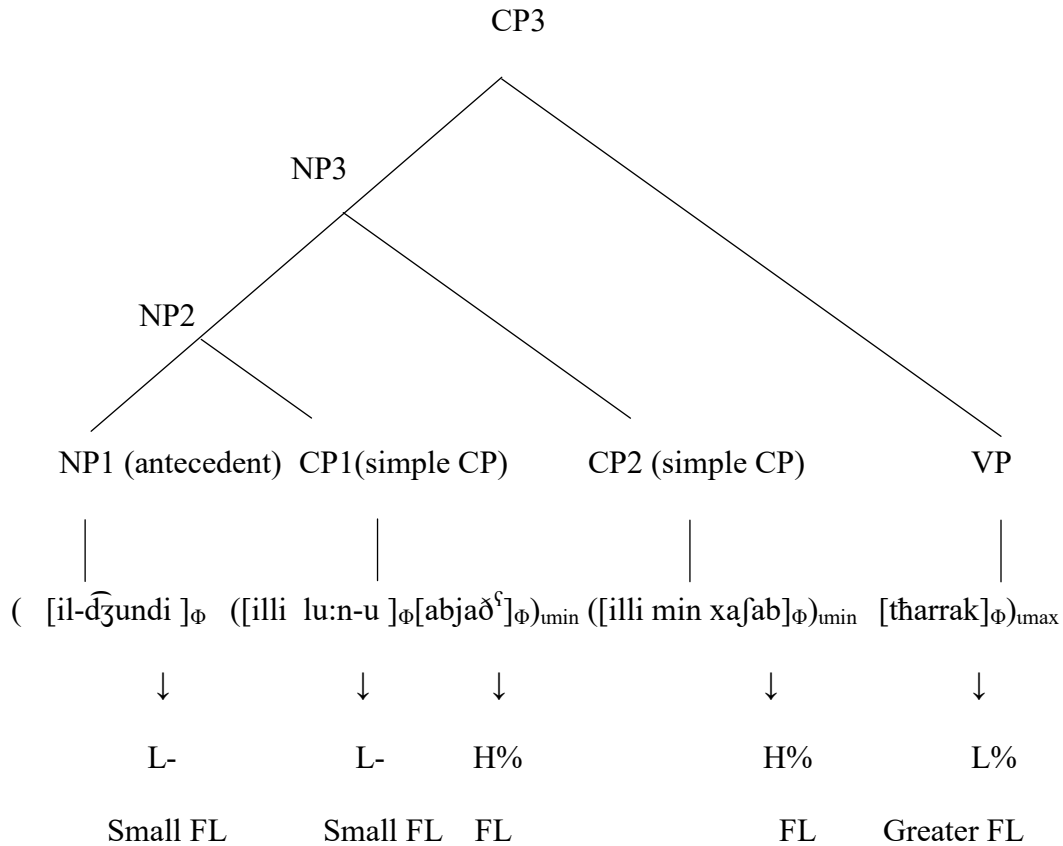 CP3
NP3
NP2
NP1 (antecedent) CP1(simple CP) CP2 (simple CP) VP
( [il-d͡ʒundi ]Φ ([illi lu:n-u ]Φ[abjaðˤ]Φ)ιmin ([illi min xaʃab]Φ)ιmin [tħarrak]Φ)ιmax
↓ ↓ ↓ ↓ ↓
L- L- H% H% L%
Small FL Small FL FL FL Greater FL